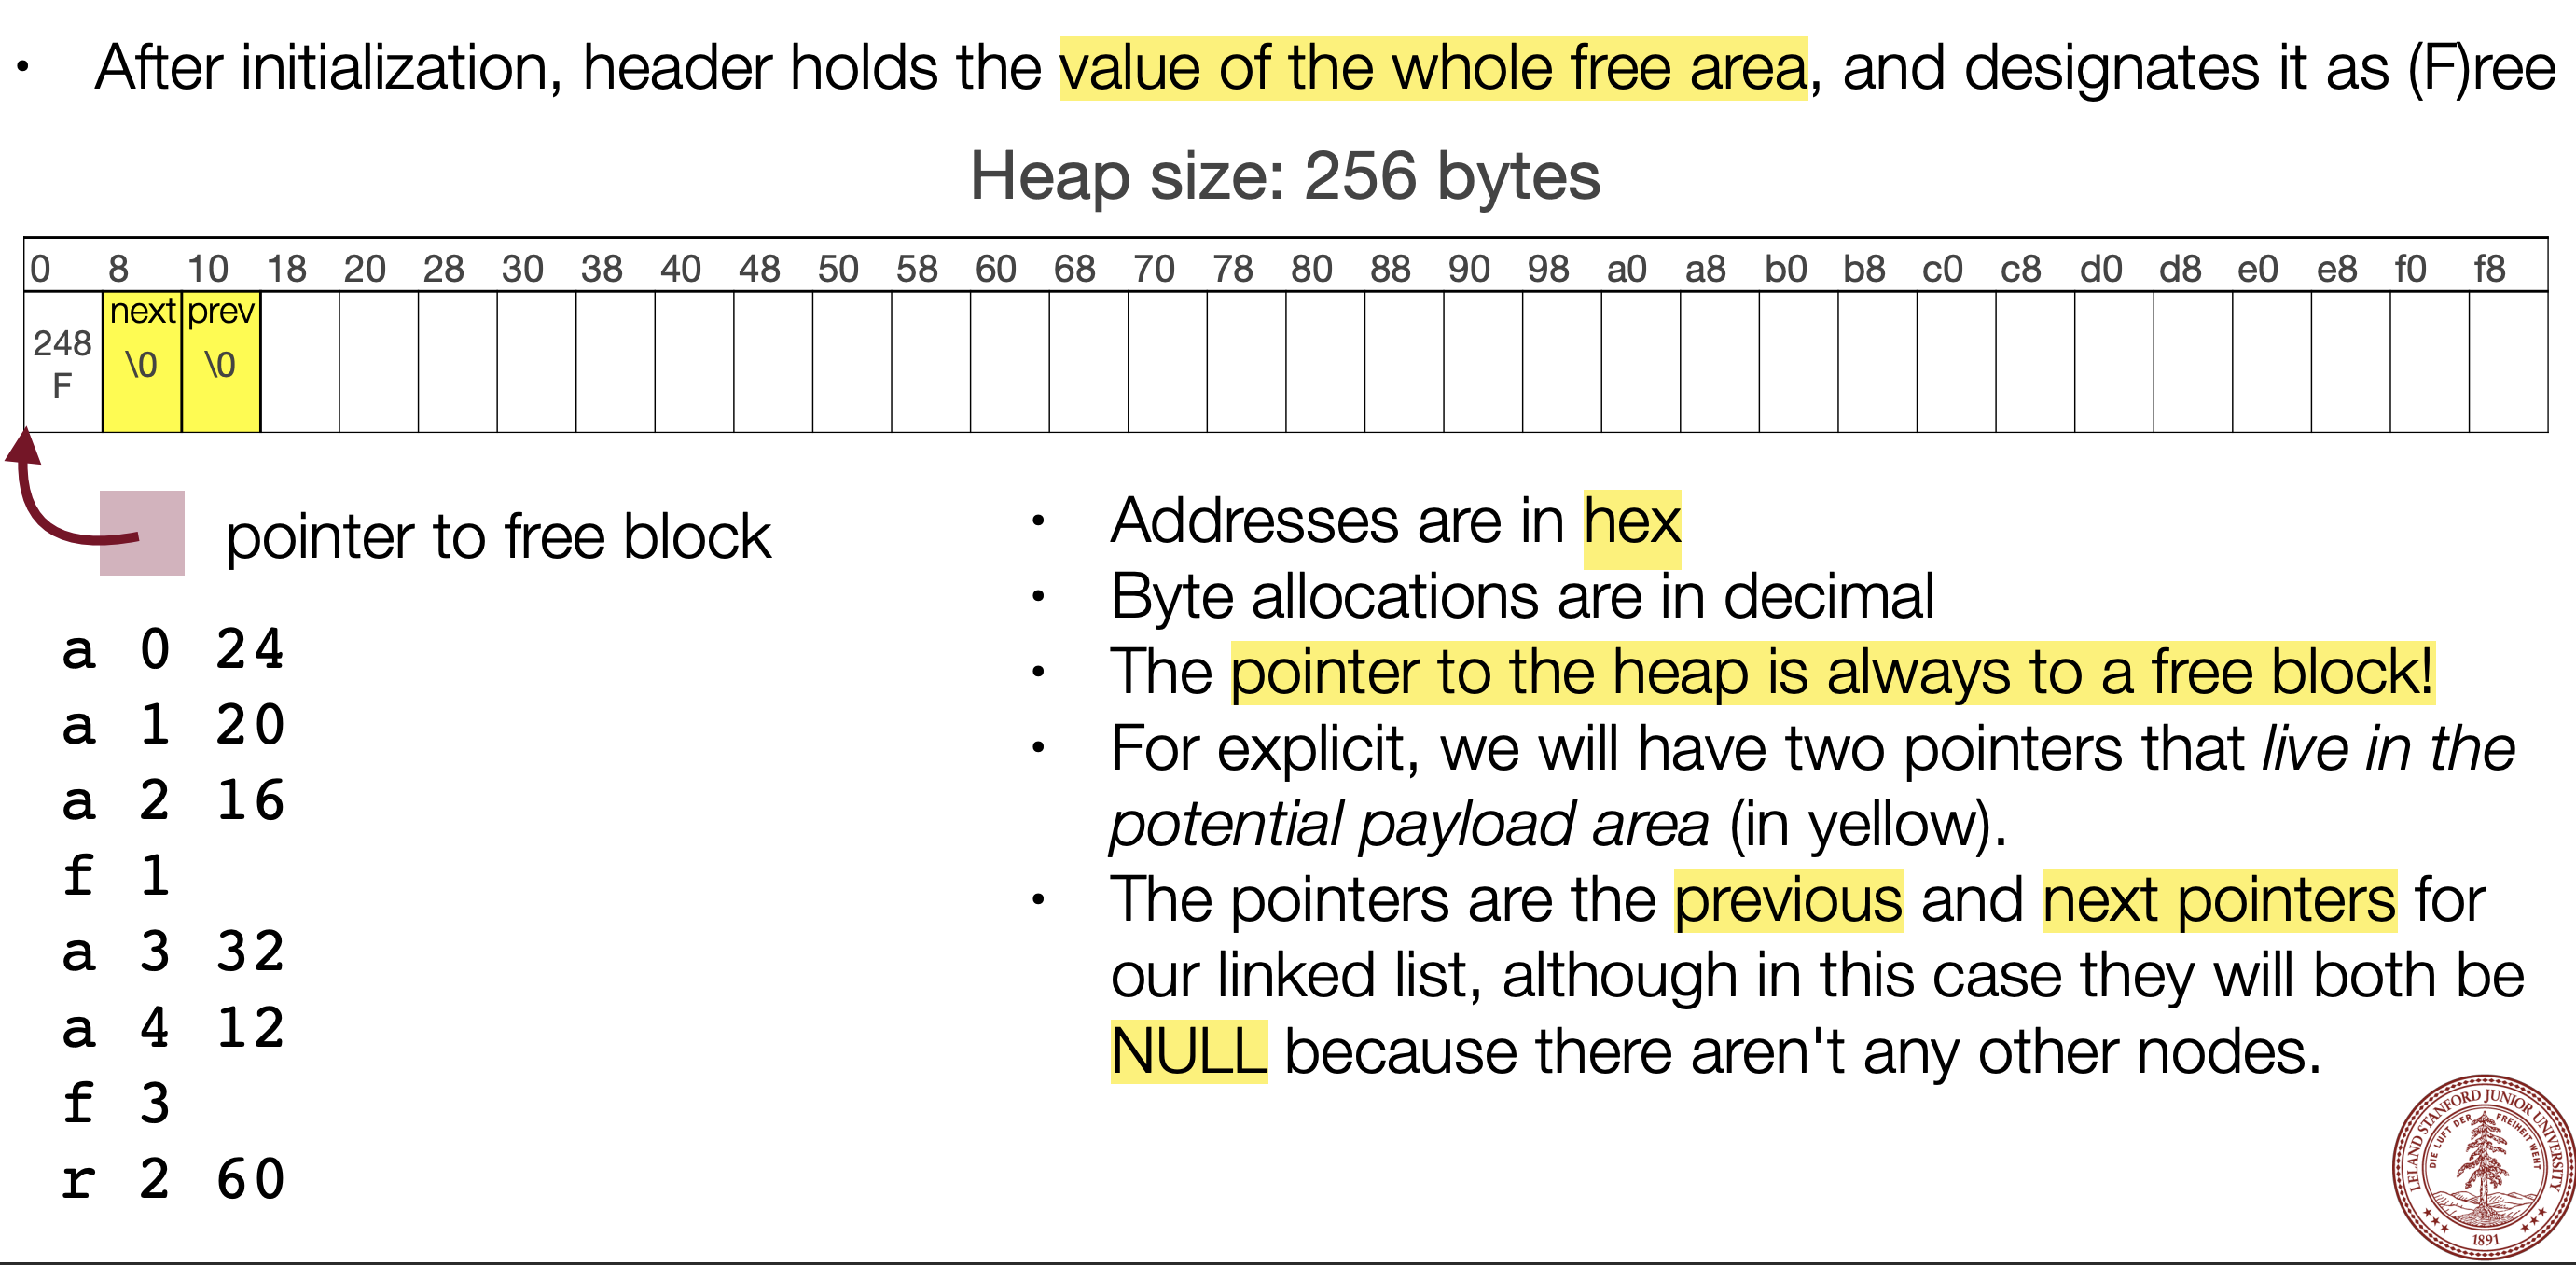 • After initialization, header holds the value of the whole free area, and designates it as (F)ree
Heap size: 256 bytes
0 8 10 18 20 28 30 38 40 48 50 58 60 68 70 78 80 88 90 98 a0 a8 b0 b8 c0 c8 d0 d8 e0 e8 f0 f8
next prev
248 \0 \0
F
pointer to free block
a 0 24
a 1 20
a 2 16
f 1
a 3 32
a 4 12
f 3
r 2 60
• Addresses are in hex
• Byte allocations are in decimal
• The pointer to the heap is always to a free block!
• For explicit, we will have two pointers that live in the
potential payload area (in yellow).
• The pointers are the previous and next pointers for
our linked list, although in this case they will both be
NULL because there aren't any other nodes.
LELAND STANFORD JUNIOR UNIVERSITY
DIE LUFT DER FREIHEIT WEHT
1891